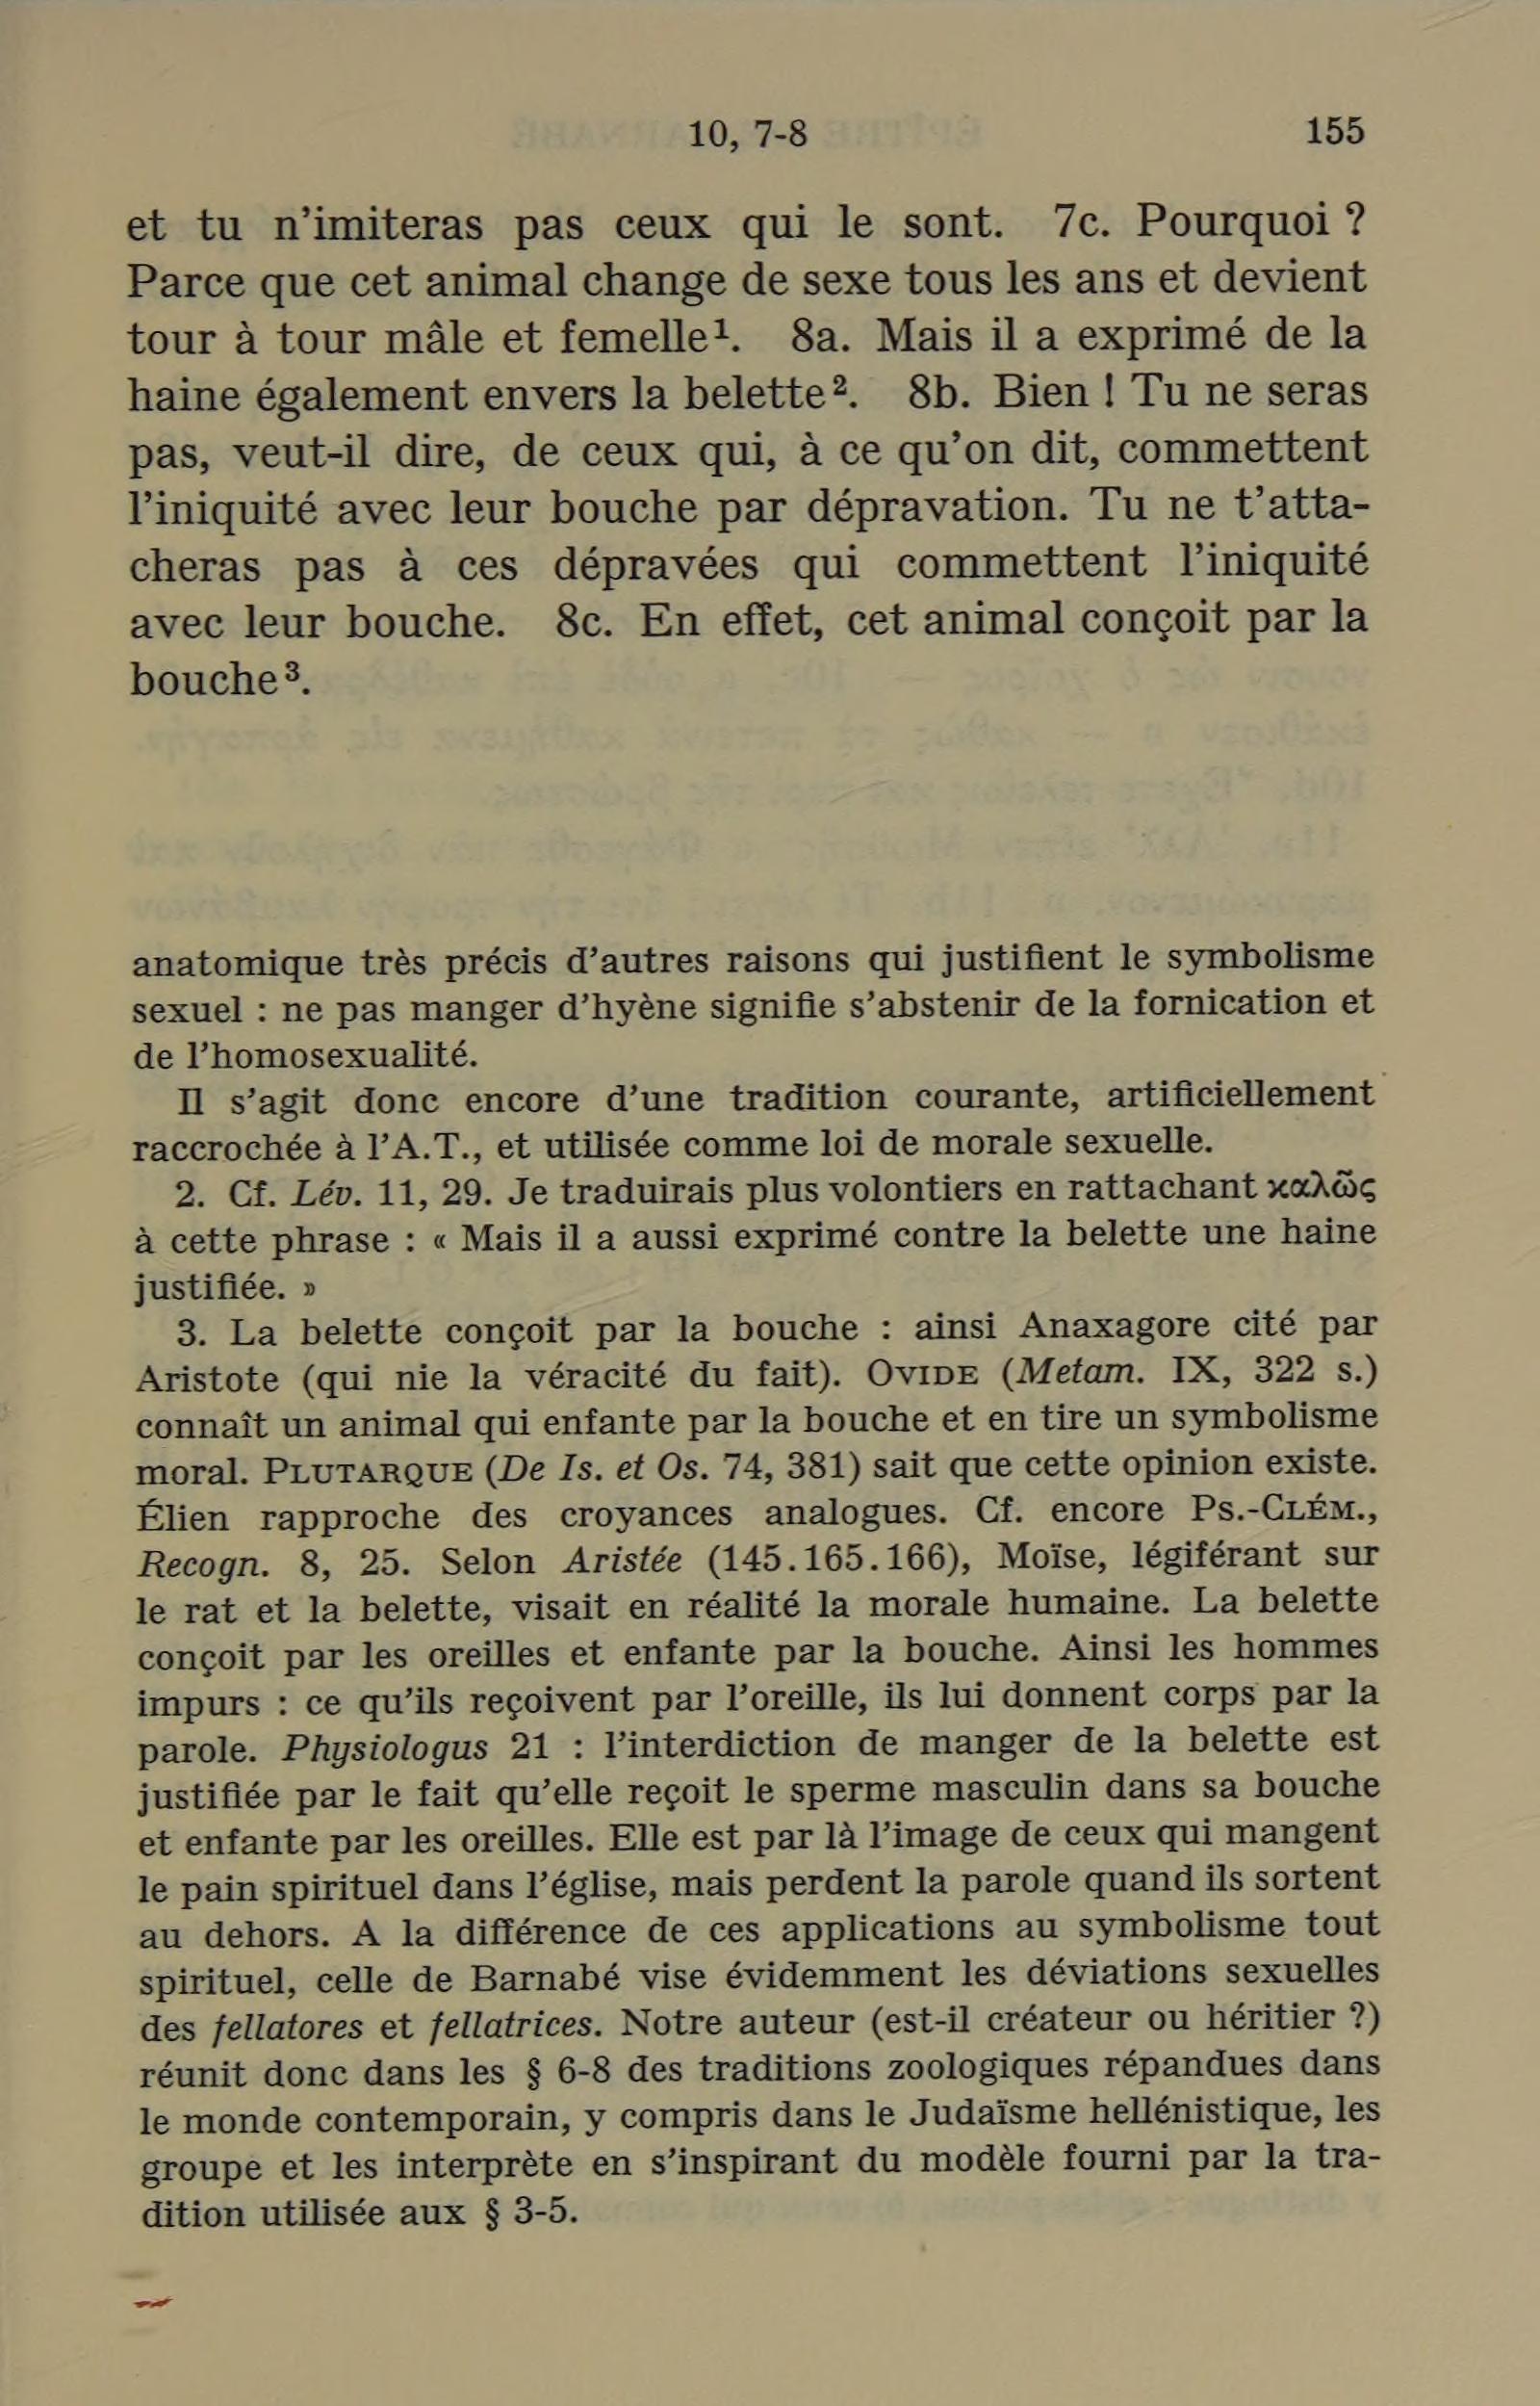 10, 7-8 155
et tu n'imiteras pas ceux qui le sont. 7c. Pourquoi ?
Parce que cet animal change de sexe tous les ans et devient
tour à tour mâle et femelle¹. 8a. Mais il a exprimé de la
haine également envers la belette². 8b. Bien ! Tu ne seras
pas, veut-il dire, de ceux qui, à ce qu'on dit, commettent
l'iniquité avec leur bouche par dépravation. Tu ne t'atta-
cheras pas à ces dépravées qui commettent l'iniquité
avec leur bouche. 8c. En effet, cet animal conçoit par la
bouche³.
anatomique très précis d'autres raisons qui justifient le symbolisme
sexuel : ne pas manger d'hyène signifie s'abstenir de la fornication et
de l'homosexualité.
Il s'agit donc encore d'une tradition courante, artificiellement
raccrochée à l'A.T., et utilisée comme loi de morale sexuelle.
2. Cf. Lév. 11, 29. Je traduirais plus volontiers en rattachant καλῶς
à cette phrase : « Mais il a aussi exprimé contre la belette une haine
justifiée. »
3. La belette conçoit par la bouche : ainsi Anaxagore cité par
Aristote (qui nie la véracité du fait). OVIDE (Metam. IX, 322 s.)
connaît un animal qui enfante par la bouche et en tire un symbolisme
moral. PLUTARQUE (De Is. et Os. 74, 381) sait que cette opinion existe.
Élien rapproche des croyances analogues. Cf. encore Ps.-CLÉM.,
Recogn. 8, 25. Selon Aristée (145.165.166), Moïse, légiférant sur
le rat et la belette, visait en réalité la morale humaine. La belette
conçoit par les oreilles et enfante par la bouche. Ainsi les hommes
impurs : ce qu'ils reçoivent par l'oreille, ils lui donnent corps par la
parole. Physiologus 21 : l'interdiction de manger de la belette est
justifiée par le fait qu'elle reçoit le sperme masculin dans sa bouche
et enfante par les oreilles. Elle est par là l'image de ceux qui mangent
le pain spirituel dans l'église, mais perdent la parole quand ils sortent
au dehors. A la différence de ces applications au symbolisme tout
spirituel, celle de Barnabé vise évidemment les déviations sexuelles
des fellatores et fellatrices. Notre auteur (est-il créateur ou héritier ?)
réunit donc dans les § 6-8 des traditions zoologiques répandues dans
le monde contemporain, y compris dans le Judaïsme hellénistique, les
groupe et les interprète en s'inspirant du modèle fourni par la tra-
dition utilisée aux § 3-5.